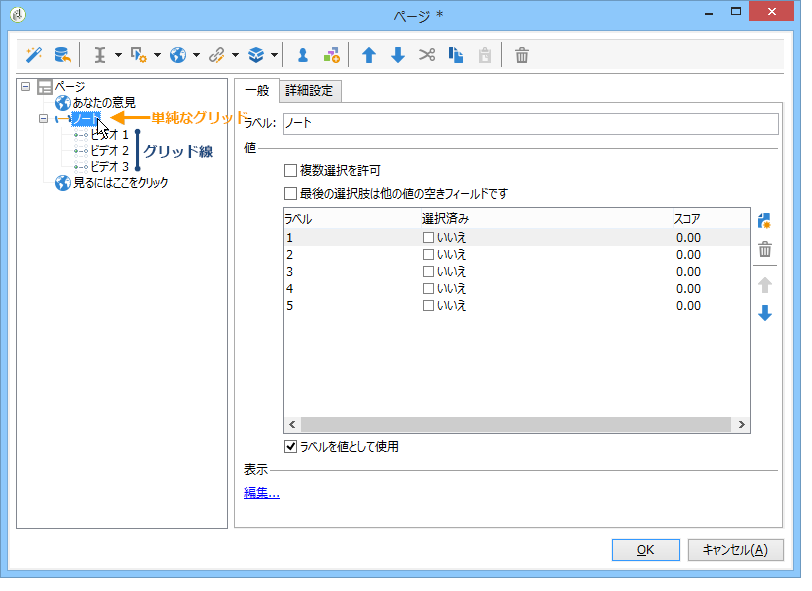 ページ *
ページ
あなたの意見
ノート
単純なグリッド
ビデオ 1
ビデオ 2
ビデオ 3
グリッド線
見るにはここをクリック
一般
詳細設定
ラベル:
ノート
値
複数選択を許可
最後の選択肢は他の値の空きフィールドです
ラベル 選択済み スコア
1 いいえ 0.00
2 いいえ 0.00
3 いいえ 0.00
4 いいえ 0.00
5 いいえ 0.00
ラベルを値として使用
表示
編集...
OK
キャンセル(A)